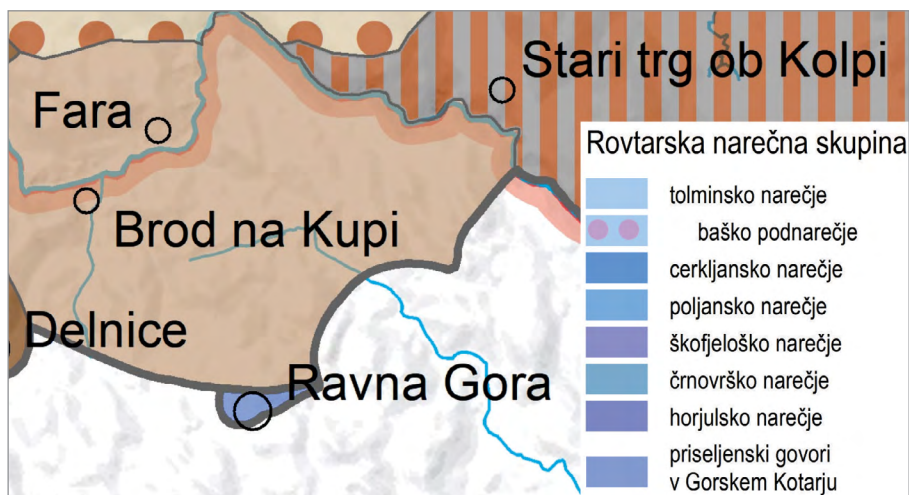 Stari trg ob Kolpi
Fara
Brod na Kupi
Delnice
Ravna Gora
Rovtarska narečna skupina
tolminsko narečje
baško podnarečje
cerkljansko narečje
poljansko narečje
škofjeloško narečje
črnovrško narečje
horjulsko narečje
priseljenski govori
v Gorskem Kotarju